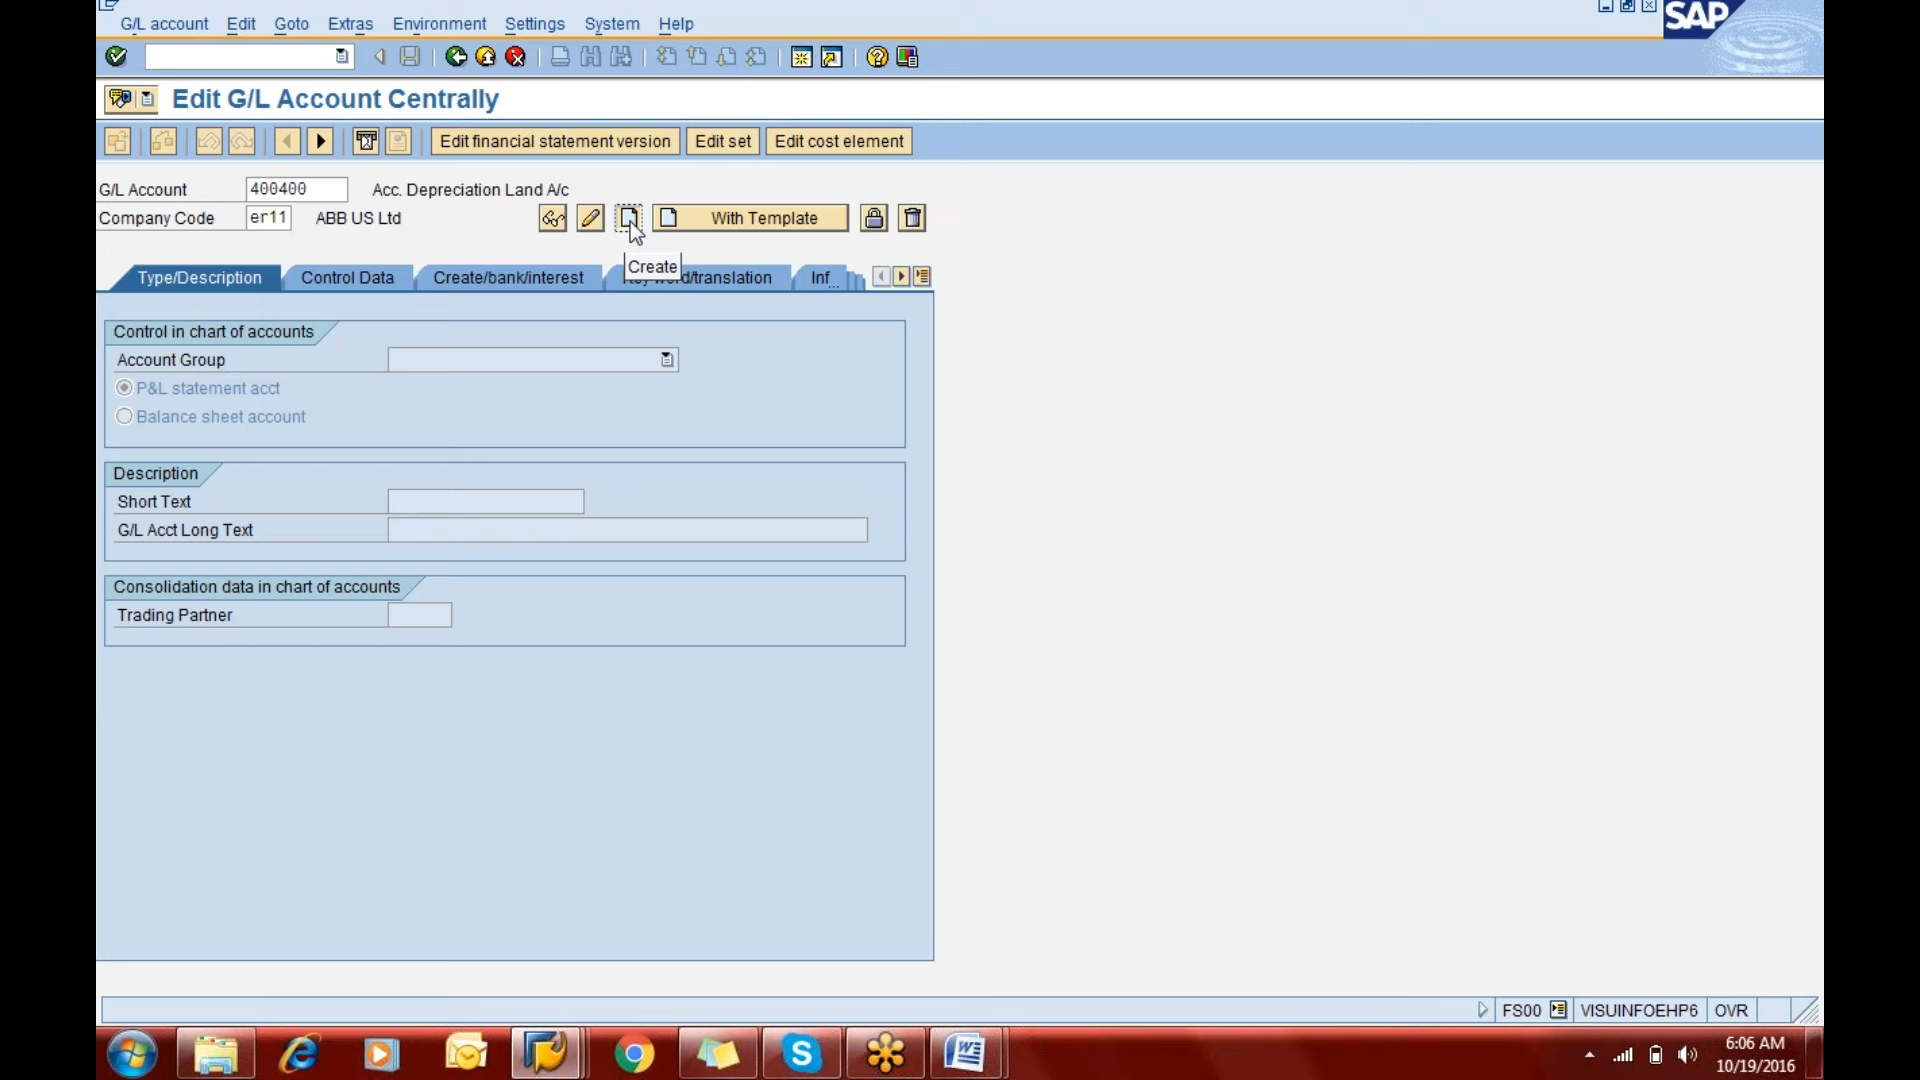 G/L account Edit Goto Extras Environment Settings System Help
SAP
Edit G/L Account Centrally
Edit financial statement version Edit set Edit cost element
G/L Account 400400 Acc. Depreciation Land A/c
Company Code er11 ABB US Ltd With Template
Create
Type/Description Control Data Create/bank/interest word/translation Inf...
Control in chart of accounts
Account Group
P&L statement acct
Balance sheet account
Description
Short Text
G/L Acct Long Text
Consolidation data in chart of accounts
Trading Partner
FS00 VISUINFOEHP6 OVR
6:06 AM
10/19/2016